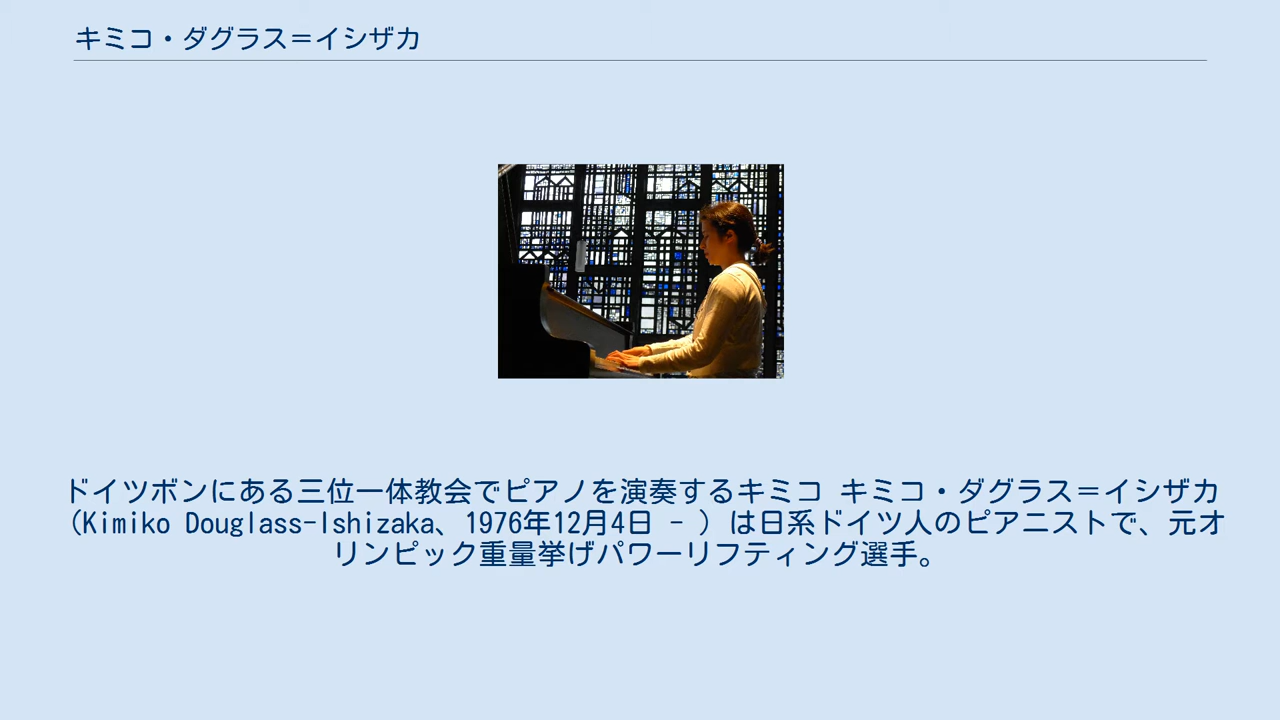 キミコ・ダグラス＝イシザカ
ドイツボンにある三位一体教会でピアノを演奏するキミコ キミコ・ダグラス＝イシザカ
(Kimiko Douglass-Ishizaka、1976年12月4日 - ) は日系ドイツ人のピアニストで、元オ
リンピック重量挙げパワーリフティング選手。